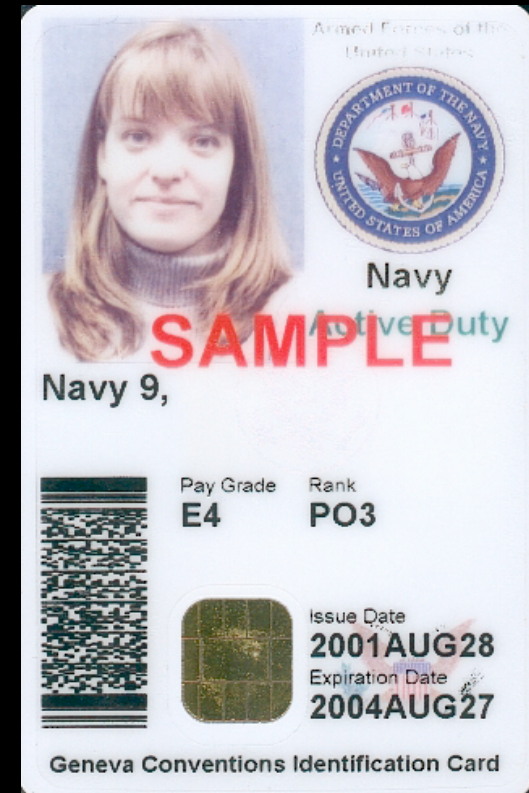 Armed Forces of the
United States
DEPARTMENT OF THE NAVY
UNITED STATES OF AMERICA
Navy
Active Duty
SAMPLE
Navy 9,
Pay Grade
E4
Rank
PO3
Issue Date
2001AUG28
Expiration Date
2004AUG27
Geneva Conventions Identification Card